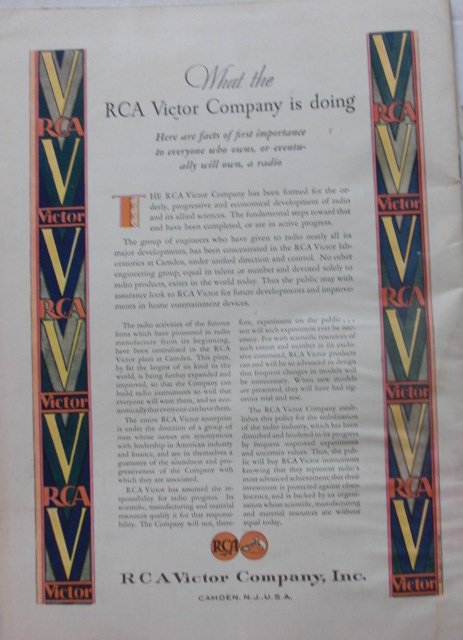 What the
RCA Victor Company is doing
Here are facts of first importance
to everyone who owns, or eventu-
ally will own, a radio
THE RCA Victor Company has been formed for the or-
derly, progressive and economical development of radio
and its allied sciences. The fundamental steps toward that
end have been completed, or are in active progress.
The group of engineers who have given to radio nearly all its
major developments, has been concentrated in the RCA Victor lab-
oratories at Camden, under unified direction and control. No other
engineering group, equal in talent or number and devoted solely to
radio products, exists in the world today. Thus the public may with
assurance look to RCA Victor for future developments and improve-
ments in home entertainment devices.
The radio activities of the famous
firms which have pioneered in radio
manufacture from its beginning,
have been centralized in the RCA
Victor plant at Camden. This plant,
by far the largest of its kind in the
world, is being further expanded and
improved, so that the Company can
build radio instruments so well that
everyone will want them, and so eco-
nomically that everyone can have them.
The entire RCA Victor enterprise
is under the direction of a group of
men whose names are synonymous
with leadership in American industry
and finance, and are in themselves a
guarantee of the soundness and pro-
gressiveness of the Company with
which they are associated.
RCA Victor has assumed the re-
sponsibility for radio progress. Its
scientific, manufacturing and material
resources qualify it for that responsi-
bility. The Company will not, there-
fore, experiment on the public . . .
nor will such experiment ever be nec-
essary. For with scientific resources of
such extent and number at its exclu-
sive command, RCA Victor products
can and will be so advanced in design
that frequent changes in models will
be unnecessary. When new models
are presented, they will have had rig-
orous trial and test.
The RCA Victor Company estab-
lishes this policy for the stabilization
of the radio industry, which has been
disturbed and hindered in its progress
by frequent unproved experiments
and uncertain values. Thus, the pub-
lic will buy RCA Victor instruments
knowing that they represent radio's
most advanced achievement; that their
investment is protected against obso-
lescence, and is backed by an organi-
zation whose scientific, manufacturing
and material resources are without
equal today.
RCA
RCA Victor Company, Inc.
CAMDEN, N.J., U.S.A.
V
RCA
V
Victor
V
RCA
V
Victor
V
RCA
V
Victor
V
RCA
V
Victor
V
RCA
V
Victor
V
RCA
V
Victor